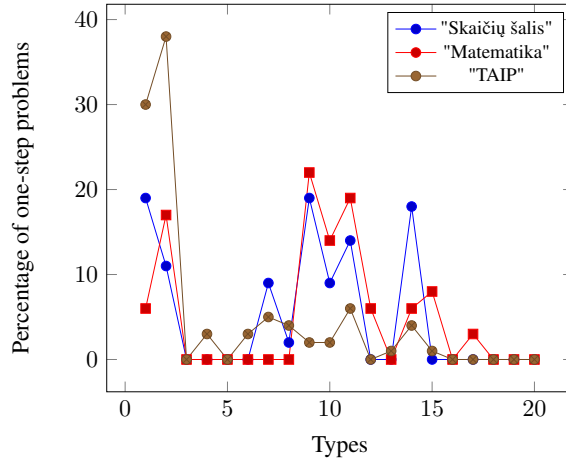 40
30
20
10
0
0
5
10
15
20
Percentage of one-step problems
Types
"Skaičių šalis"
"Matematika"
"TAIP"